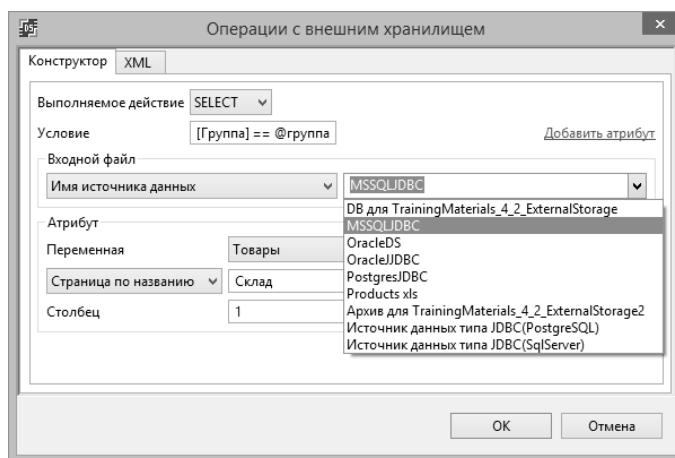 DS
Операции с внешним хранилищем
Конструктор XML
Выполняемое действие SELECT
Условие [Группа] == @группа Добавить атрибут
Входной файл
Имя источника данных MSSQLJDBC
DB для TrainingMaterials_4_2_ExternalStorage
MSSQLJDBC
OracleDS
OracleJJDBC
PostgresJDBC
Products xls
Архив для TrainingMaterials_4_2_ExternalStorage2
Источник данных типа JDBC(PostgreSQL)
Источник данных типа JDBC(SqlServer)
Атрибут
Переменная Товары
Страница по названию Склад
Столбец 1
OK Отмена